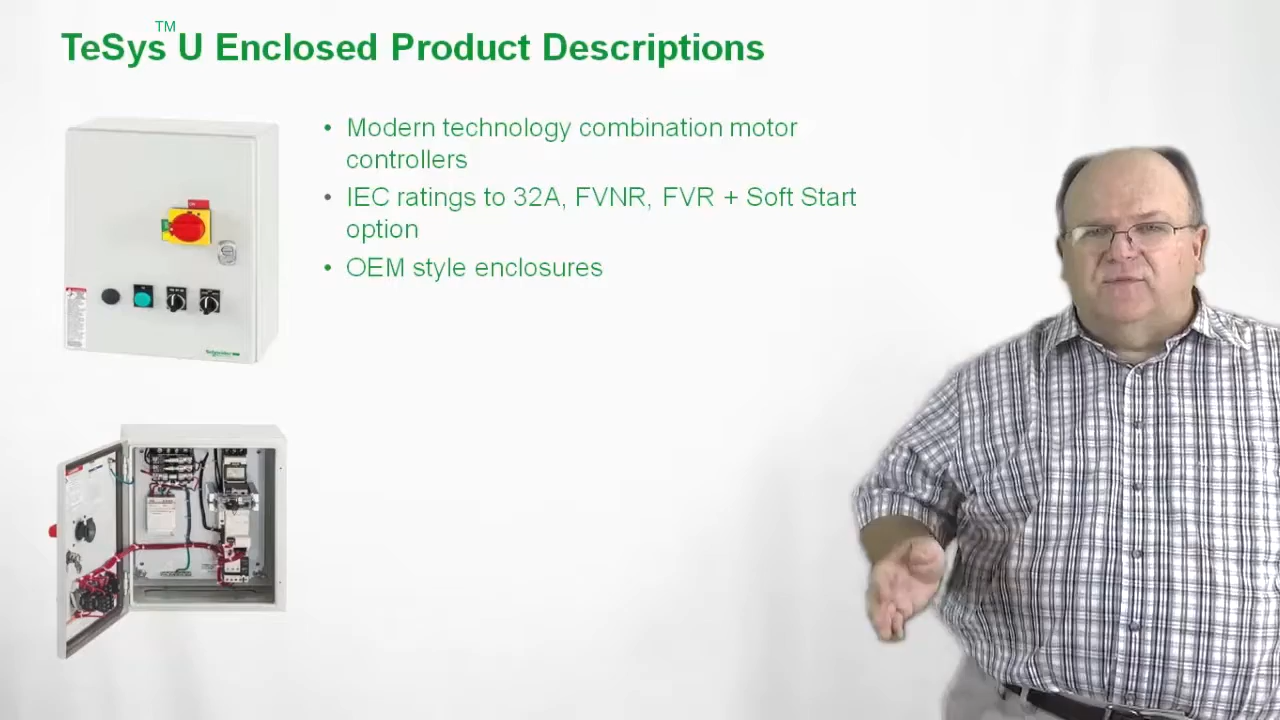 TeSys™ U Enclosed Product Descriptions
• Modern technology combination motor
controllers
• IEC ratings to 32A, FVNR, FVR + Soft Start
option
• OEM style enclosures
Schneider